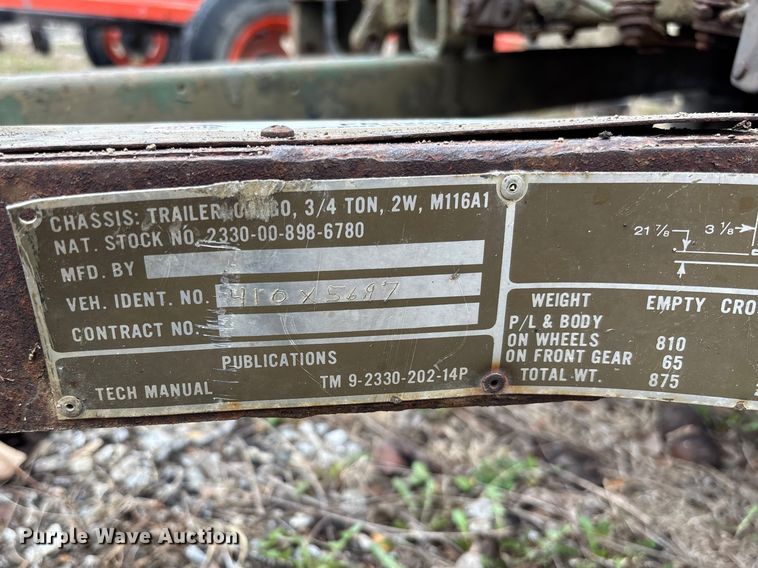 CHASSIS: TRAILER, CARGO, 3/4 TON, 2W, M116A1
NAT. STOCK NO. 2330-00-898-6780
MFD. BY
VEH. IDENT. NO. 410X5697
CONTRACT NO.
PUBLICATIONS
TECH MANUAL TM 9-2330-202-14P
21 7/8 3 1/8
WEIGHT EMPTY CRO
P/L & BODY
ON WHEELS 810
ON FRONT GEAR 65
TOTAL WT. 875
Purple Wave Auction